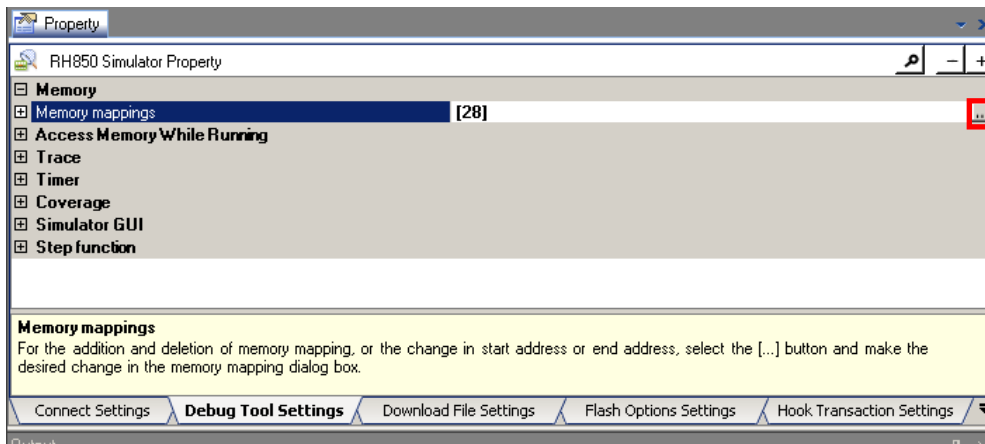 Property
RH850 Simulator Property
Memory
Memory mappings [28] ...
Access Memory While Running
Trace
Timer
Coverage
Simulator GUI
Step function
Memory mappings
For the addition and deletion of memory mapping, or the change in start address or end address, select the [...] button and make the
desired change in the memory mapping dialog box.
Connect Settings Debug Tool Settings Download File Settings Flash Options Settings Hook Transaction Settings
Output